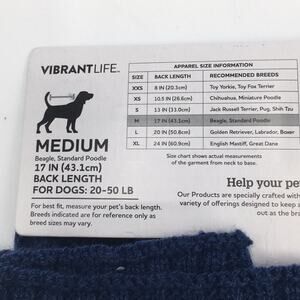 APPAREL SIZE INFORMATION
SIZE BACK LENGTH RECOMMENDED BREEDS
XXS 8 IN (20.3cm) Toy Yorkie, Toy Fox Terrier
XS 10.5 IN (26.6cm) Chihuahua, Miniature Poodle
S 13 IN (33.0cm) Jack Russell Terrier, Pug, Shih Tzu
M 17 IN (43.1cm) Beagle, Standard Poodle
L 20 IN (50.8cm) Golden Retriever, Labrador, Boxer
XL 24 IN (60.9cm) English Mastiff, Great Dane
Size chart shows actual measurements
of the garment from neck to base.
VIBRANTLIFE™
MEDIUM
Beagle, Standard Poodle
17 IN (43.1cm)
BACK LENGTH
FOR DOGS: 20-50 LB
For best fit, measure your pet's back length.
Breeds indicated are for reference only as
breed sizes may vary.
Help your pe
Our Products are specially crafted with
variety of offerings designed to en
out as the bra